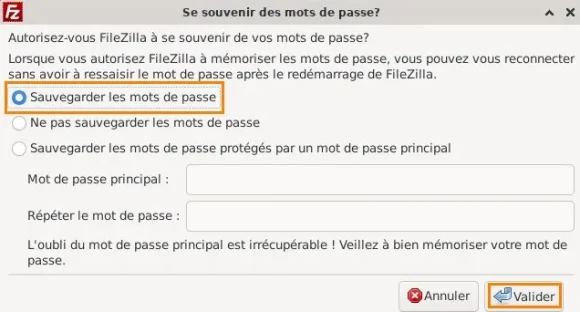 Fz
Se souvenir des mots de passe?
Autorisez-vous FileZilla à se souvenir de vos mots de passe?
Lorsque vous autorisez FileZilla à mémoriser les mots de passe, vous pouvez vous reconnecter
sans avoir à ressaisir le mot de passe après le redémarrage de FileZilla.
Sauvegarder les mots de passe
Ne pas sauvegarder les mots de passe
Sauvegarder les mots de passe protégés par un mot de passe principal
Mot de passe principal :
Répéter le mot de passe :
L'oubli du mot de passe principal est irrécupérable ! Veillez à bien mémoriser votre mot de
passe.
Annuler
Valider